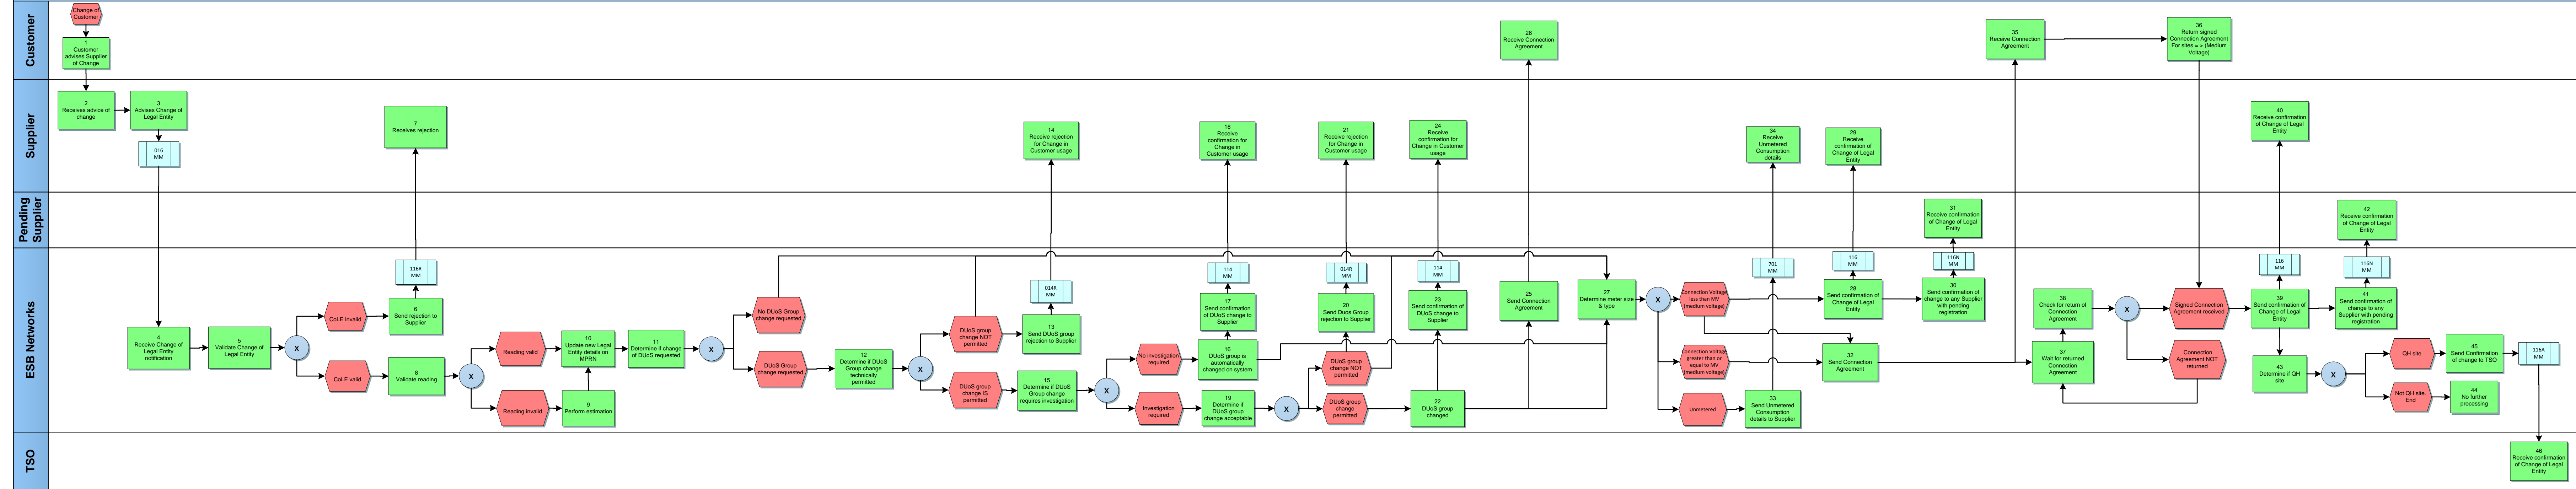 Customer
Change of
Customer
1
Customer
advises Supplier
of Change
26
Receive Connection
Agreement
35
Receive Connection
Agreement
36
Return signed
Connection Agreement
For sites = > (Medium
Voltage)
Supplier
2
Receives advice of
change
3
Advises Change of
Legal Entity
016
MM
7
Receives rejection
14
Receive rejection
for Change in
Customer usage
18
Receive
confirmation for
Change in
Customer usage
21
Receive rejection
for Change in
Customer usage
24
Receive
confirmation for
Change in Customer
usage
34
Receive
Unmetered
Consumption
details
29
Receive
confirmation of
Change of Legal
Entity
40
Receive confirmation
of Change of Legal
Entity
Pending
Supplier
31
Receive confirmation
of Change of Legal
Entity
42
Receive confirmation
of Change of Legal
Entity
ESB Networks
4
Receive Change of
Legal Entity
notification
5
Validate Change of
Legal Entity
X
CoLE invalid
CoLE valid
116R
MM
6
Send rejection to
Supplier
8
Validate reading
X
Reading valid
Reading invalid
10
Update new Legal
Entity details on
MPRN
9
Perform estimation
11
Determine if change
of DUoS requested
X
No DUoS Group
change requested
DUoS Group
change requested
12
Determine if DUoS
Group change
technically
permitted
X
DUoS group
change NOT
permitted
DUoS group
change IS
permitted
014R
MM
13
Send DUoS group
rejection to Supplier
15
Determine if DUoS
Group change
requires investigation
X
No investigation
required
Investigation
required
114
MM
17
Send confirmation
of DUoS change to
Supplier
16
DUoS group is
automatically
changed on system
19
Determine if
DUoS group
change acceptable
X
014R
MM
20
Send Duos Group
rejection to Supplier
DUoS group
change NOT
permitted
DUoS group
change
permitted
114
MM
23
Send confirmation of
DUoS change to
Supplier
22
DUoS group
changed
25
Send Connection
Agreement
27
Determine meter size
& type
X
Connection Voltage
less than MV
(medium voltage)
Connection Voltage
greater than or
equal to MV
(medium voltage)
Unmetered
701
MM
33
Send Unmetered
Consumption
details to Supplier
116
MM
28
Send confirmation of
Change of Legal
Entity
32
Send Connection
Agreement
116N
MM
30
Send confirmation of
change to any Supplier
with pending
registration
38
Check for return of
Connection
Agreement
37
Wait for returned
Connection
Agreement
X
Signed Connection
Agreement received
Connection
Agreement NOT
returned
116
MM
39
Send confirmation of
Change of Legal
Entity
116N
MM
41
Send confirmation of
change to any
Supplier with pending
registration
43
Determine if QH
site
X
QH site
Not QH site,
End
45
Send Confirmation
of change to TSO
44
No further
processing
116A
MM
TSO
46
Receive confirmation
of Change of Legal
Entity